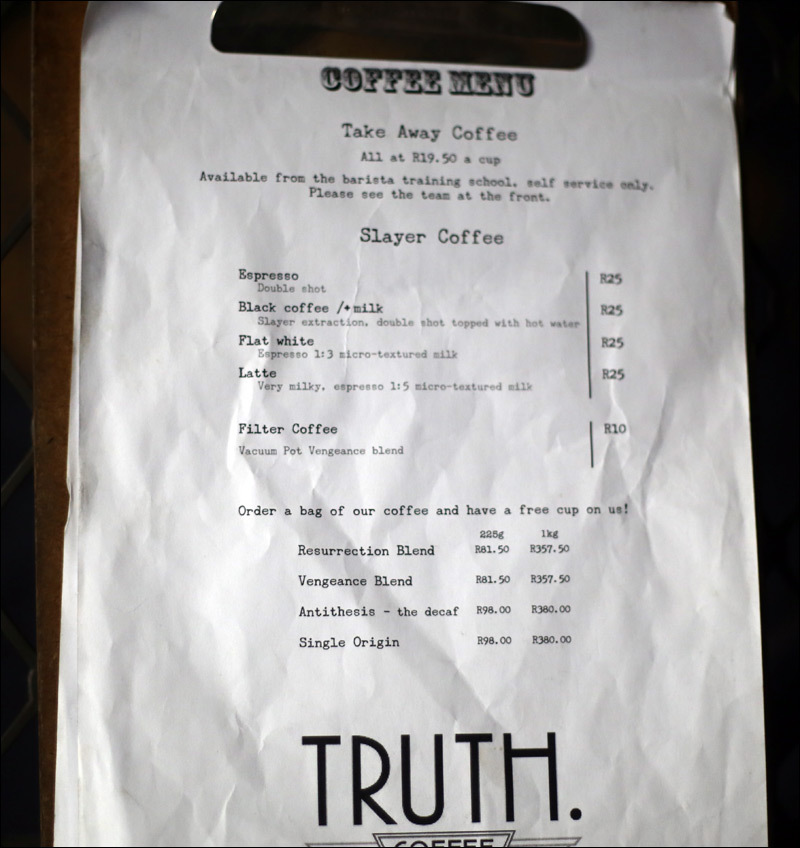 COFFEE MENU
Take Away Coffee
All at R19.50 a cup
Available from the barista training school, self service only.
Please see the team at the front.
Slayer Coffee
Espresso R25
Double shot
Black coffee /+milk R25
Slayer extraction, double shot topped with hot water
Flat white R25
Espresso 1:3 micro-textured milk
Latte R25
Very milky, espresso 1:5 micro-textured milk
Filter Coffee R10
Vacuum Pot Vengeance blend
Order a bag of our coffee and have a free cup on us!
225g 1kg
Resurrection Blend R81.50 R357.50
Vengeance Blend R81.50 R357.50
Antithesis - the decaf R98.00 R380.00
Single Origin R98.00 R380.00
TRUTH.
COFFEE